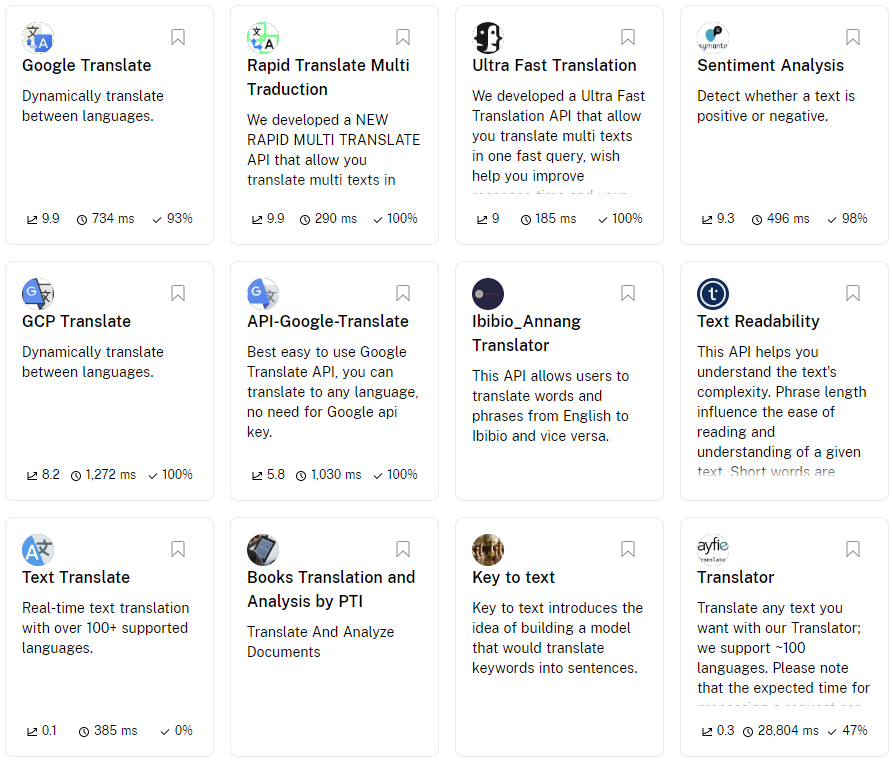 Google Translate
Dynamically translate
between languages.
9.9 734 ms 93%
Rapid Translate Multi
Traduction
We developed a NEW
RAPID MULTI TRANSLATE
API that allow you
translate multi texts in
9.9 290 ms 100%
Ultra Fast Translation
We developed a Ultra Fast
Translation API that allow
you translate multi texts
in one fast query, wish
help you improve
response time and your
9 185 ms 100%
symanto
Sentiment Analysis
Detect whether a text is
positive or negative.
9.3 496 ms 98%
GCP Translate
Dynamically translate
between languages.
8.2 1,272 ms 100%
API-Google-Translate
Best easy to use Google
Translate API, you can
translate to any language,
no need for Google api
key.
5.8 1,030 ms 100%
Ibibio_Annang
Translator
This API allows users to
translate words and
phrases from English to
Ibibio and vice versa.
Text Readability
This API helps you
understand the text's
complexity. Phrase length
influence the ease of
reading and
understanding of a given
text. Short words are
Text Translate
Real-time text translation
with over 100+ supported
languages.
0.1 385 ms 0%
Books Translation and
Analysis by PTI
Translate And Analyze
Documents
Key to text
Key to text introduces the
idea of building a model
that would translate
keywords into sentences.
ayfie
Translator
Translator
Translate any text you
want with our Translator;
we support ~100
languages. Please note
that the expected time for
processing a request can
0.3 28,804 ms 47%